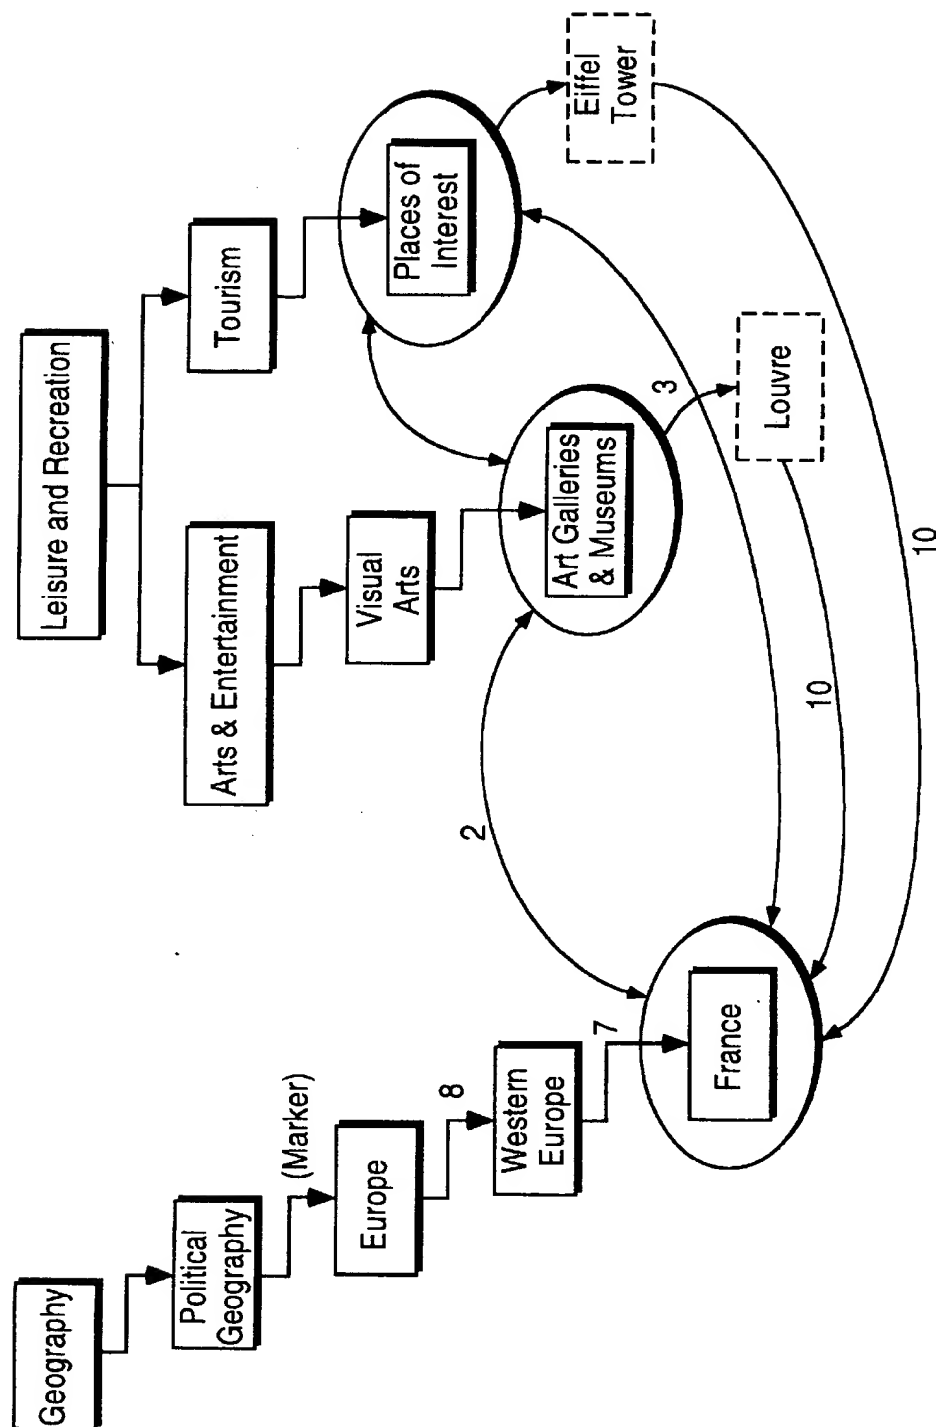 Geography
Political
Geography
(Marker)
Europe
8
Western
Europe
7
France
Leisure and Recreation
Arts & Entertainment
Visual
Arts
Art Galleries
& Museums
Tourism
Places of
Interest
2
3
Louvre
Eiffel
Tower
10
10